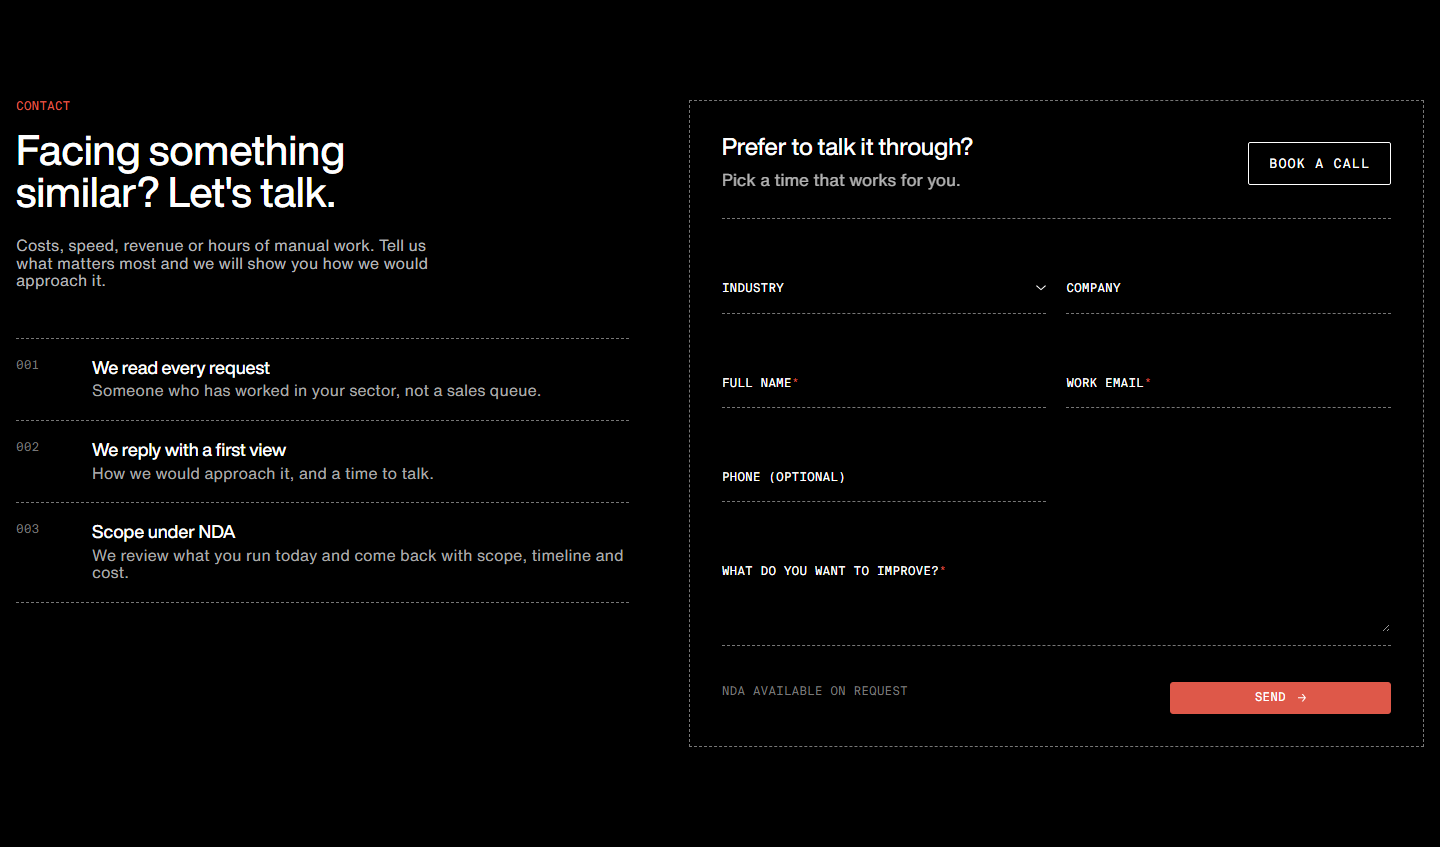 CONTACT
Facing something
similar? Let's talk.
Costs, speed, revenue or hours of manual work. Tell us
what matters most and we will show you how we would
approach it.
001
We read every request
Someone who has worked in your sector, not a sales queue.
002
We reply with a first view
How we would approach it, and a time to talk.
003
Scope under NDA
We review what you run today and come back with scope, timeline and
cost.
Prefer to talk it through?
Pick a time that works for you.
BOOK A CALL
INDUSTRY
COMPANY
FULL NAME*
WORK EMAIL*
PHONE (OPTIONAL)
WHAT DO YOU WANT TO IMPROVE?*
NDA AVAILABLE ON REQUEST
SEND →